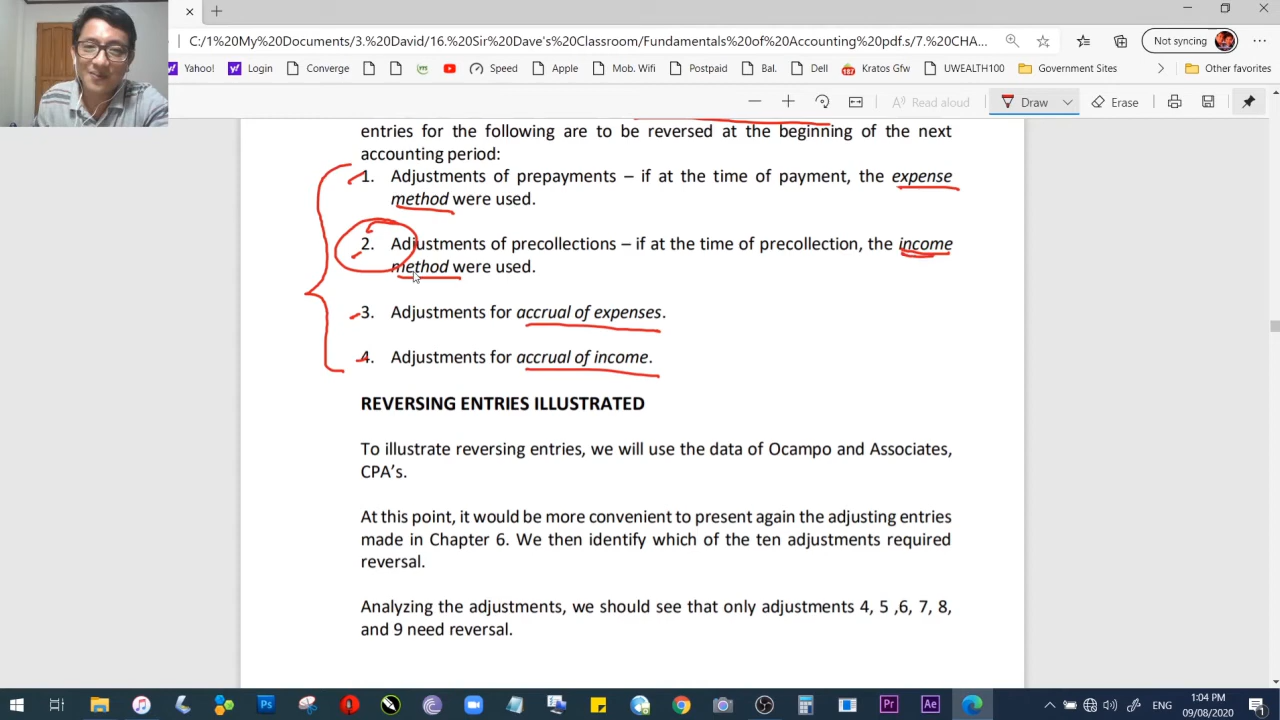 C:/1%20My%20Documents/3.%20David/16.%20Sir%20Dave's%20Classroom/Fundamentals%20of%20Accounting%20pdf.s/7.%20CHA...
Not syncing
Yahoo!
Login
Converge
Speed
Apple
Mob. Wifi
Postpaid
Bal.
Dell
Kratos Gfw
UWEALTH100
Government Sites
Other favorites
Read aloud
Draw
Erase
entries for the following are to be reversed at the beginning of the next
accounting period:
1. Adjustments of prepayments – if at the time of payment, the expense
method were used.
2. Adjustments of precollections – if at the time of precollection, the income
method were used.
3. Adjustments for accrual of expenses.
4. Adjustments for accrual of income.
REVERSING ENTRIES ILLUSTRATED
To illustrate reversing entries, we will use the data of Ocampo and Associates,
CPA's.
At this point, it would be more convenient to present again the adjusting entries
made in Chapter 6. We then identify which of the ten adjustments required
reversal.
Analyzing the adjustments, we should see that only adjustments 4, 5 ,6, 7, 8,
and 9 need reversal.
Ps
Pr
Ae
ENG
1:04 PM
09/08/2020